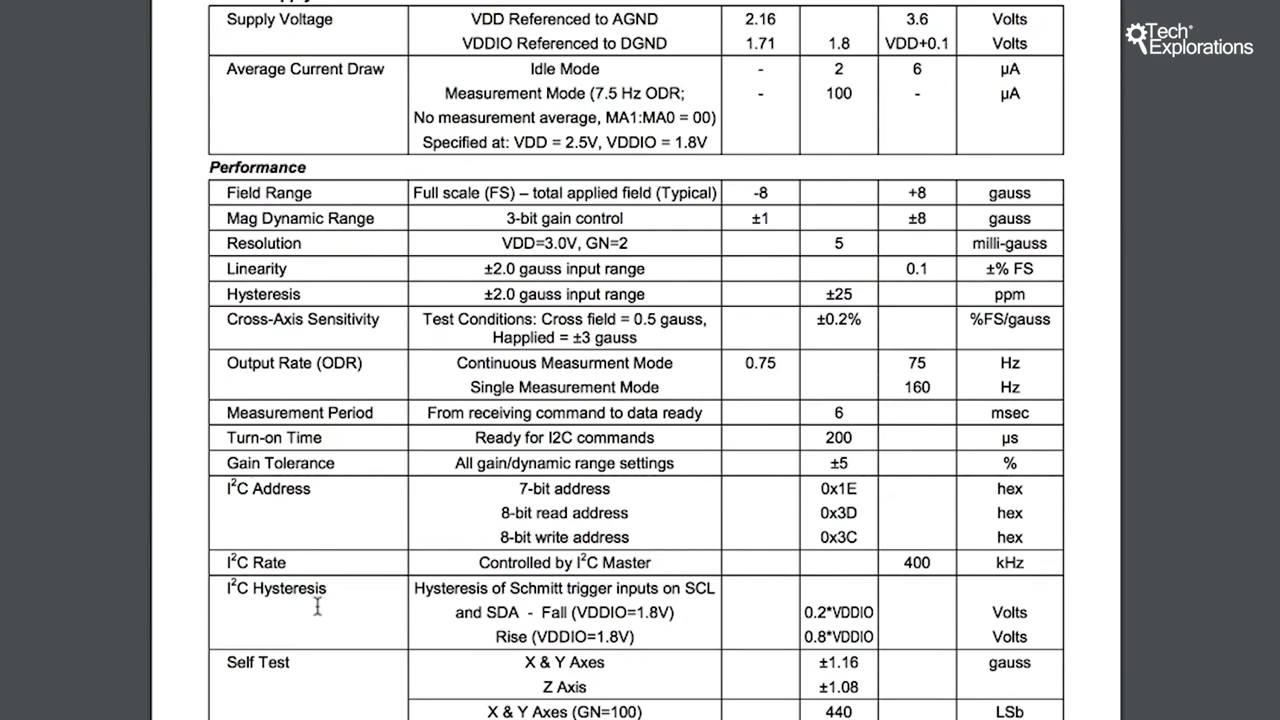 Supply Voltage VDD Referenced to AGND 2.16 3.6 Volts
VDDIO Referenced to DGND 1.71 1.8 VDD+0.1 Volts
Average Current Draw Idle Mode - 2 6 µA
Measurement Mode (7.5 Hz ODR; - 100 - µA
No measurement average, MA1:MA0 = 00)
Specified at: VDD = 2.5V, VDDIO = 1.8V
Performance
Field Range Full scale (FS) – total applied field (Typical) -8 +8 gauss
Mag Dynamic Range 3-bit gain control ±1 ±8 gauss
Resolution VDD=3.0V, GN=2 5 milli-gauss
Linearity ±2.0 gauss input range 0.1 ±% FS
Hysteresis ±2.0 gauss input range ±25 ppm
Cross-Axis Sensitivity Test Conditions: Cross field = 0.5 gauss, ±0.2% %FS/gauss
Happlied = ±3 gauss
Output Rate (ODR) Continuous Measurment Mode 0.75 75 Hz
Single Measurement Mode 160 Hz
Measurement Period From receiving command to data ready 6 msec
Turn-on Time Ready for I2C commands 200 µs
Gain Tolerance All gain/dynamic range settings ±5 %
I²C Address 7-bit address 0x1E hex
8-bit read address 0x3D hex
8-bit write address 0x3C hex
I²C Rate Controlled by I²C Master 400 kHz
I²C Hysteresis Hysteresis of Schmitt trigger inputs on SCL
and SDA - Fall (VDDIO=1.8V) 0.2*VDDIO Volts
Rise (VDDIO=1.8V) 0.8*VDDIO Volts
Self Test X & Y Axes ±1.16 gauss
Z Axis ±1.08
X & Y Axes (GN=100) 440 LSb
Tech
Explorations